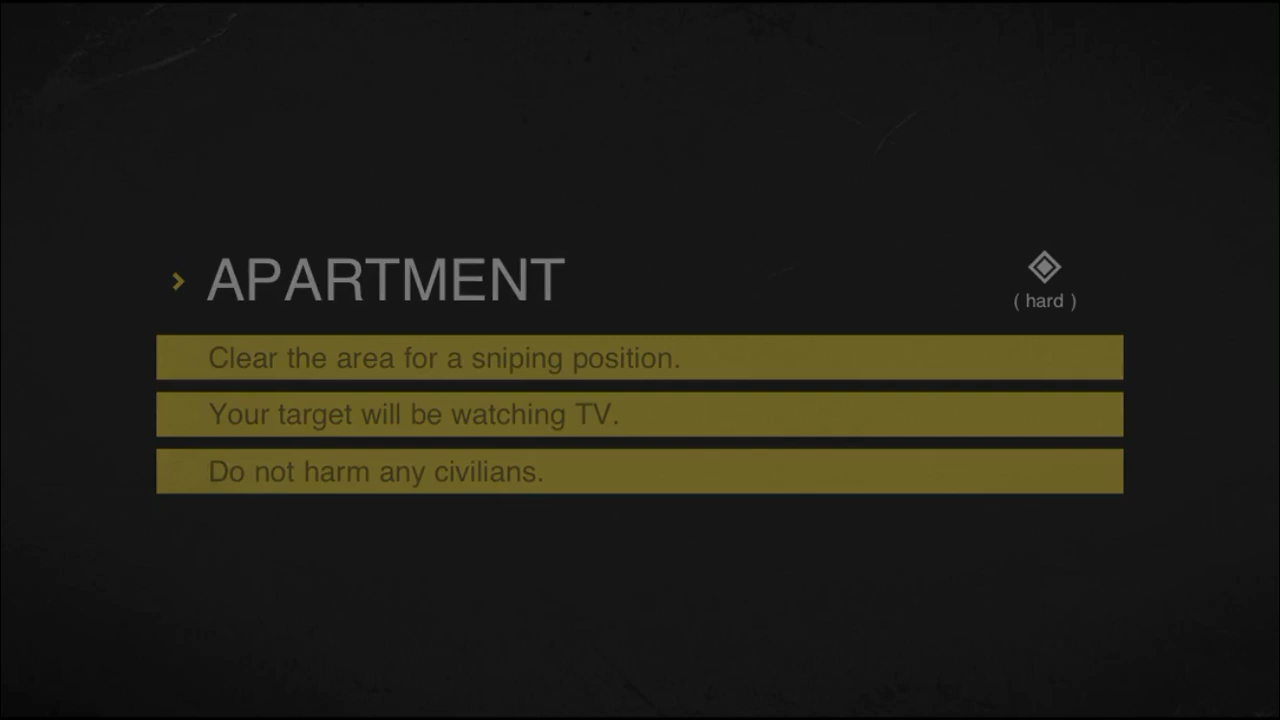 APARTMENT
( hard )
Clear the area for a sniping position.
Your target will be watching TV.
Do not harm any civilians.